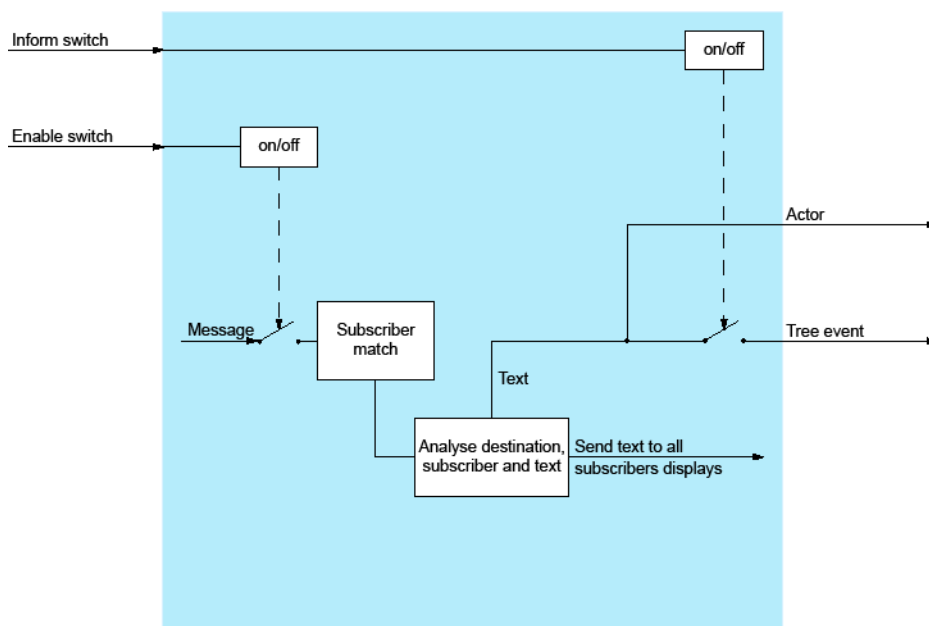 Inform switch
on/off
Enable switch
on/off
Actor
Message
Subscriber
match
Tree event
Text
Analyse destination,
subscriber and text
Send text to all
subscribers displays